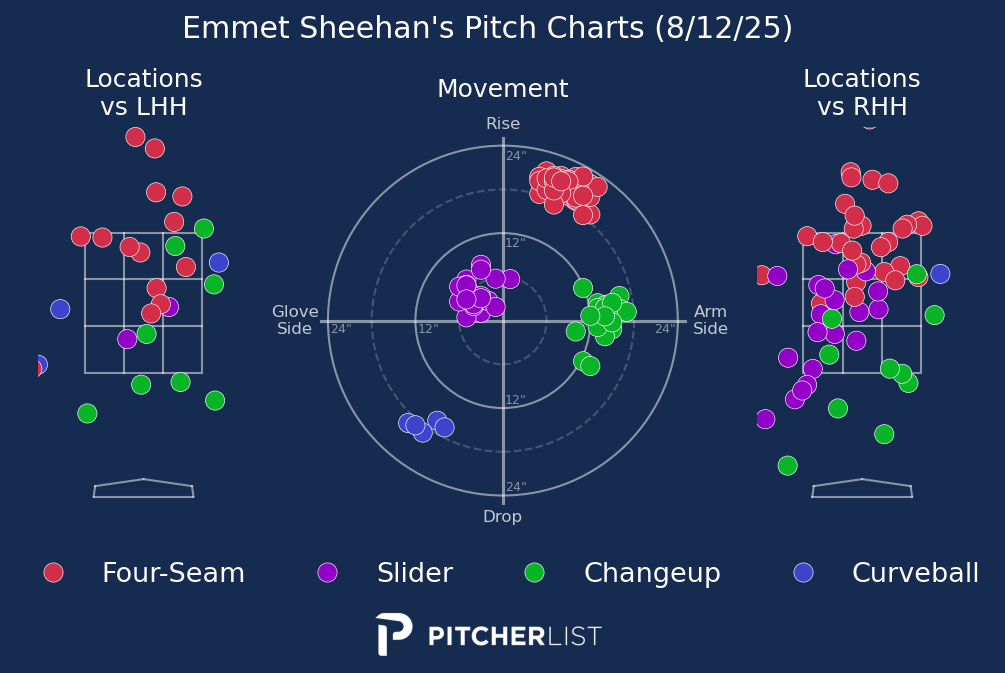 Emmet Sheehan's Pitch Charts (8/12/25)
Locations
vs LHH
Movement
Locations
vs RHH
Rise
24"
12"
Glove
Side
24"
12"
24"
Arm
Side
12"
24"
Drop
Four-Seam
Slider
Changeup
Curveball
PITCHERLIST